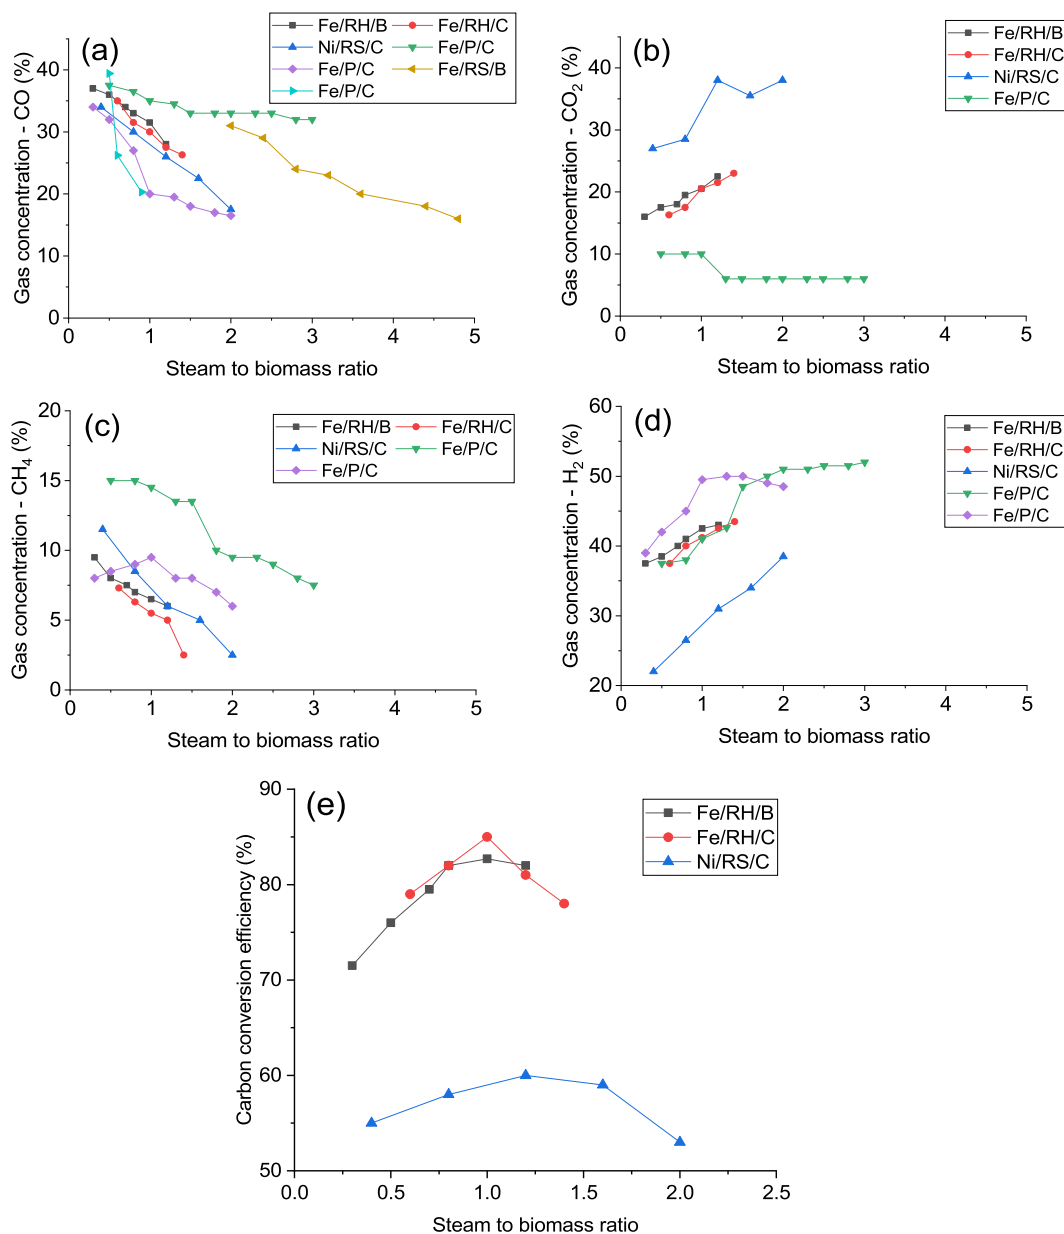 (a)
Fe/RH/B Fe/RH/C
Ni/RS/C Fe/P/C
Fe/P/C Fe/RS/B
Fe/P/C
Gas concentration - CO (%)
40
30
20
10
0
0 1 2 3 4 5
Steam to biomass ratio
(b)
Fe/RH/B
Fe/RH/C
Ni/RS/C
Fe/P/C
Gas concentration - CO2 (%)
40
30
20
10
0
0 1 2 3 4 5
Steam to biomass ratio
(c)
Fe/RH/B Fe/RH/C
Ni/RS/C Fe/P/C
Fe/P/C
Gas concentration - CH4 (%)
20
15
10
5
0
0 1 2 3 4 5
Steam to biomass ratio
(d)
Fe/RH/B
Fe/RH/C
Ni/RS/C
Fe/P/C
Fe/P/C
Gas concentration - H2 (%)
60
50
40
30
20
0 1 2 3 4 5
Steam to biomass ratio
(e)
Fe/RH/B
Fe/RH/C
Ni/RS/C
Carbon conversion efficiency (%)
90
80
70
60
50
0.0 0.5 1.0 1.5 2.0 2.5
Steam to biomass ratio